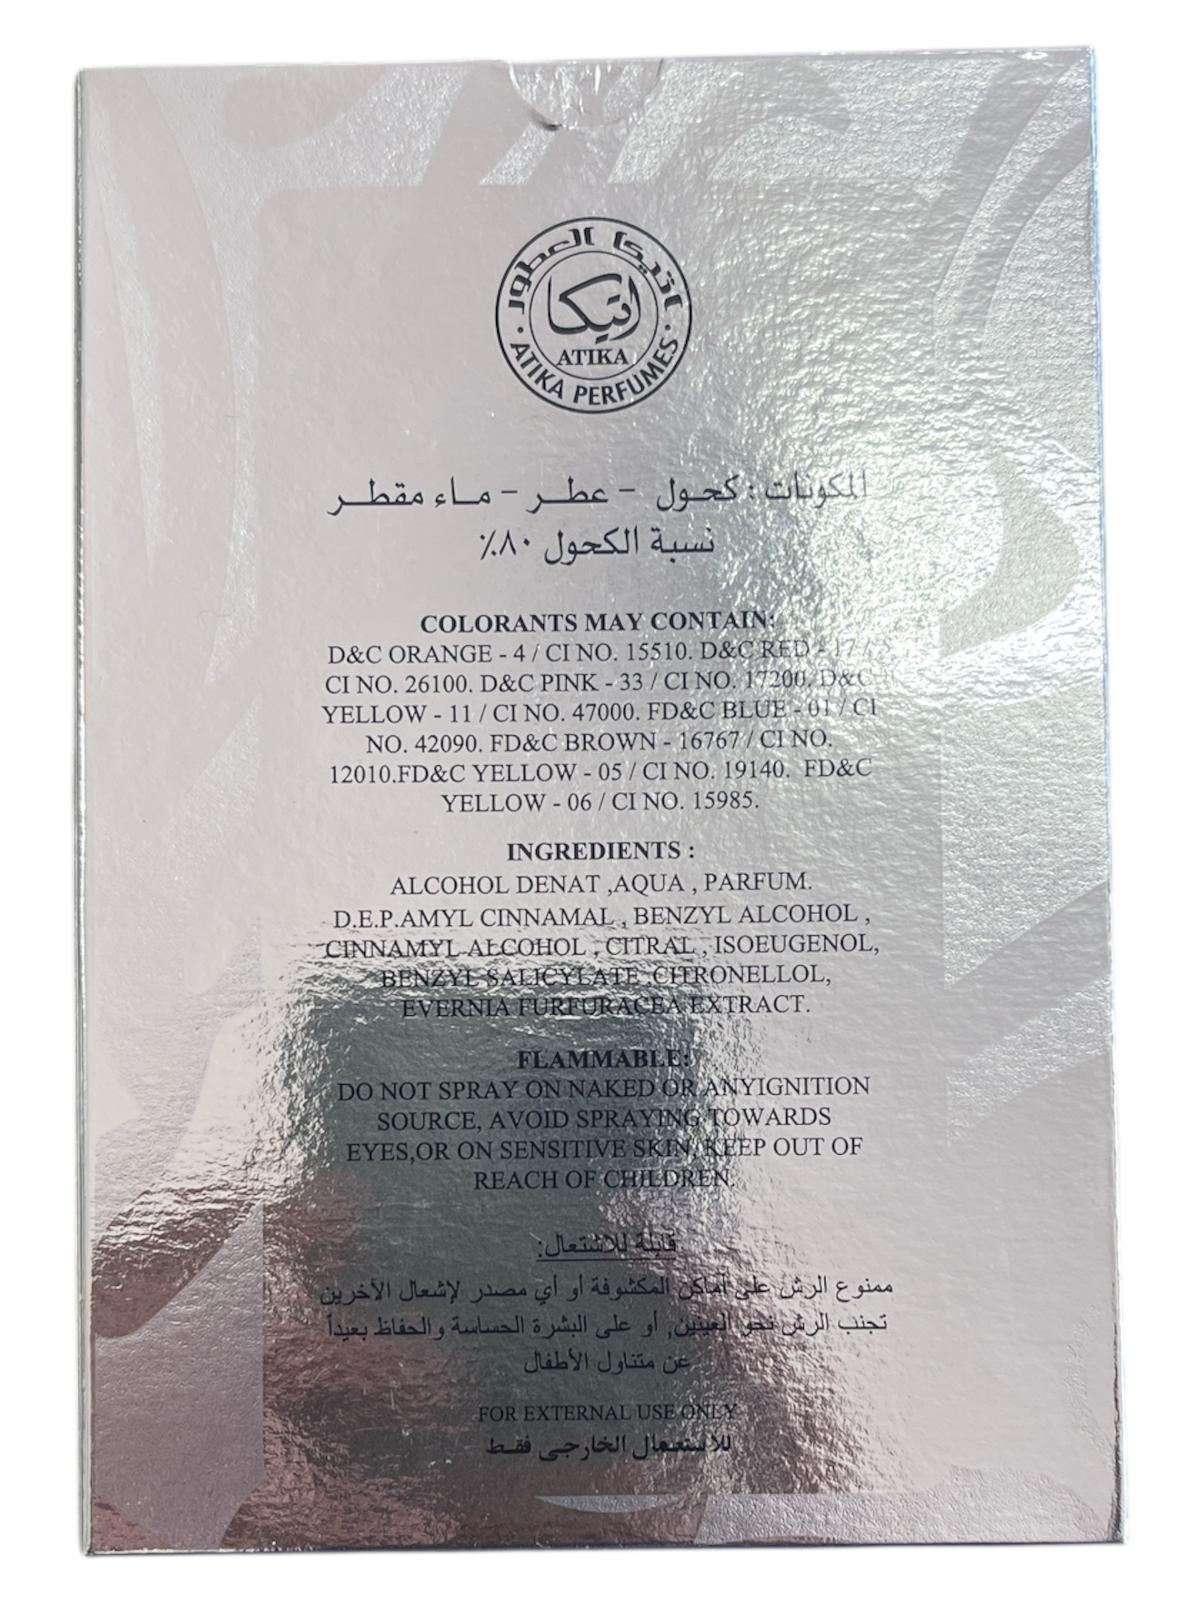 اتيكا العطور
اتيكا
ATIKA
ATIKA PERFUMES
المكونات : كحول - عطر - ماء مقطر
نسبة الكحول ٨٠٪
COLORANTS MAY CONTAIN:
D&C ORANGE - 4 / CI NO. 15510. D&C RED - 17 /
CI NO. 26100. D&C PINK - 33 / CI NO. 17200. D&C
YELLOW - 11 / CI NO. 47000. FD&C BLUE - 01 / CI
NO. 42090. FD&C BROWN - 16767 / CI NO.
12010.FD&C YELLOW - 05 / CI NO. 19140. FD&C
YELLOW - 06 / CI NO. 15985.
INGREDIENTS :
ALCOHOL DENAT ,AQUA , PARFUM.
D.E.P.AMYL CINNAMAL , BENZYL ALCOHOL ,
CINNAMYL ALCOHOL , CITRAL , ISOEUGENOL,
BENZYL SALICYLATE ,CITRONELLOL,
EVERNIA FURFURACEA EXTRACT.
FLAMMABLE:
DO NOT SPRAY ON NAKED OR ANYIGNITION
SOURCE, AVOID SPRAYING TOWARDS
EYES,OR ON SENSITIVE SKIN, KEEP OUT OF
REACH OF CHILDREN.
قابلة للاشتعال:
ممنوع الرش على أماكن المكشوفة أو أي مصدر لإشعال الآخرين
تجنب الرش نحو العينين, أو على البشرة الحساسة والحفاظ بعيداً
عن متناول الأطفال
FOR EXTERNAL USE ONLY
للاستعمال الخارجي فقط